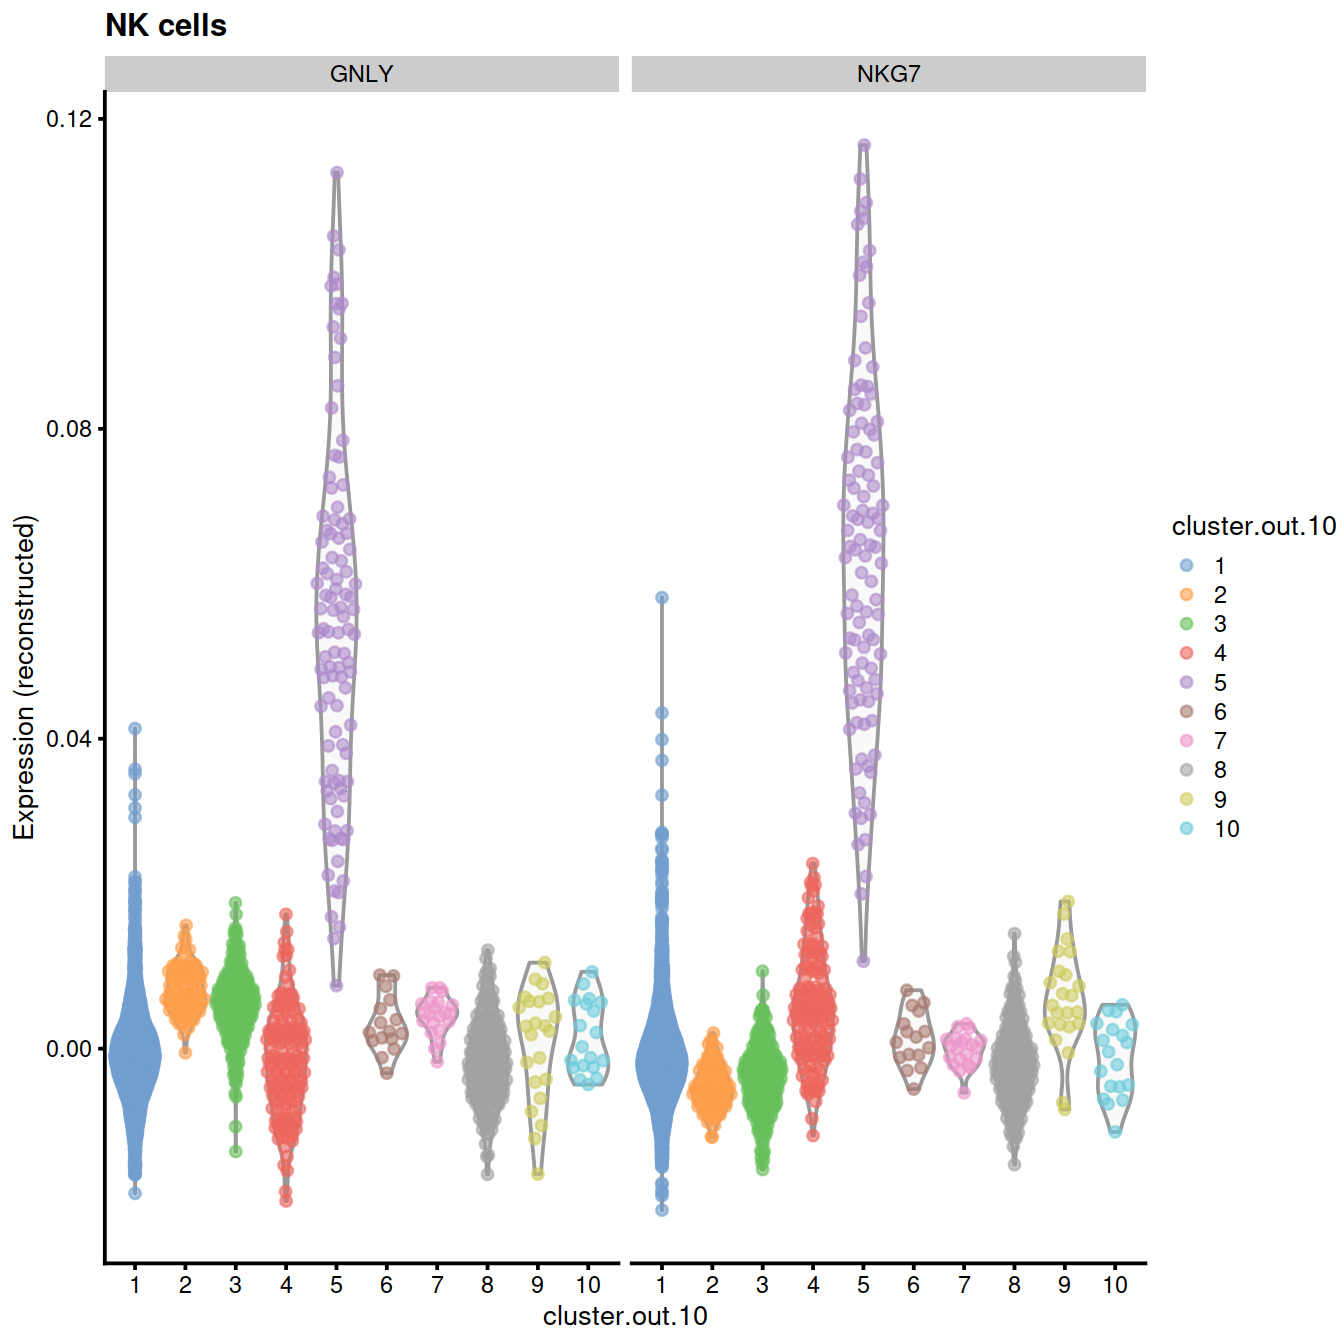 NK cells
GNLY
NKG7
0.12
0.08
0.04
0.00
Expression (reconstructed)
1 2 3 4 5 6 7 8 9 10
1 2 3 4 5 6 7 8 9 10
cluster.out.10
cluster.out.10
1
2
3
4
5
6
7
8
9
10